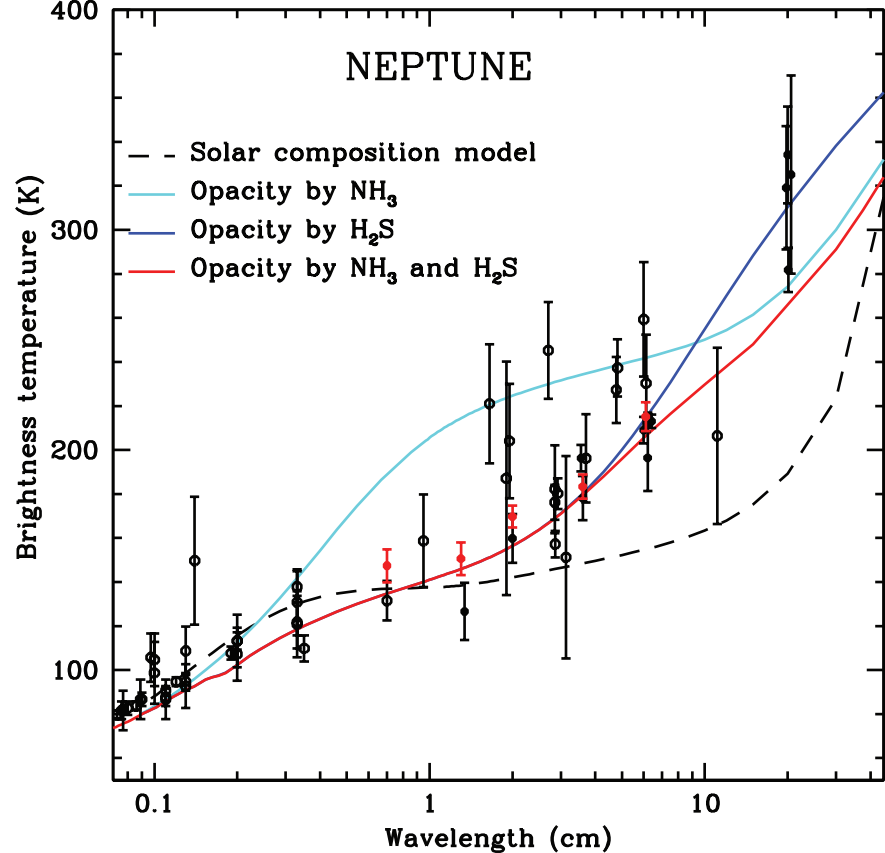 NEPTUNE
Solar composition model
Opacity by NH₃
Opacity by H₂S
Opacity by NH₃ and H₂S
Brightness temperature (K)
400
300
200
100
0.1 1 10
Wavelength (cm)